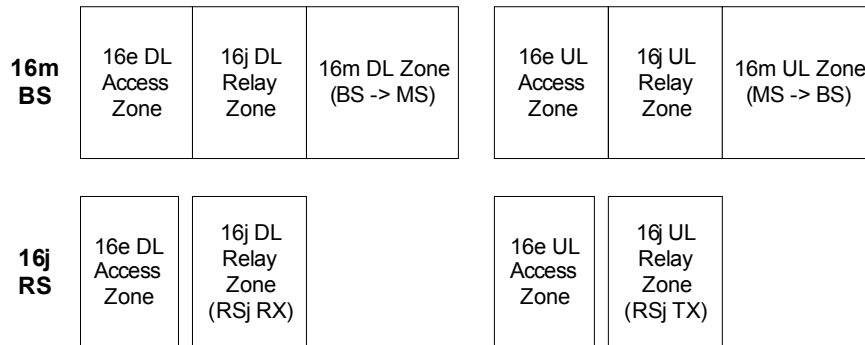 16m
BS
16e DL
Access
Zone
16j DL
Relay
Zone
16m DL Zone
(BS -> MS)
16e UL
Access
Zone
16j UL
Relay
Zone
16m UL Zone
(MS -> BS)
16j
RS
16e DL
Access
Zone
16j DL
Relay
Zone
(RSj RX)
16e UL
Access
Zone
16j UL
Relay
Zone
(RSj TX)